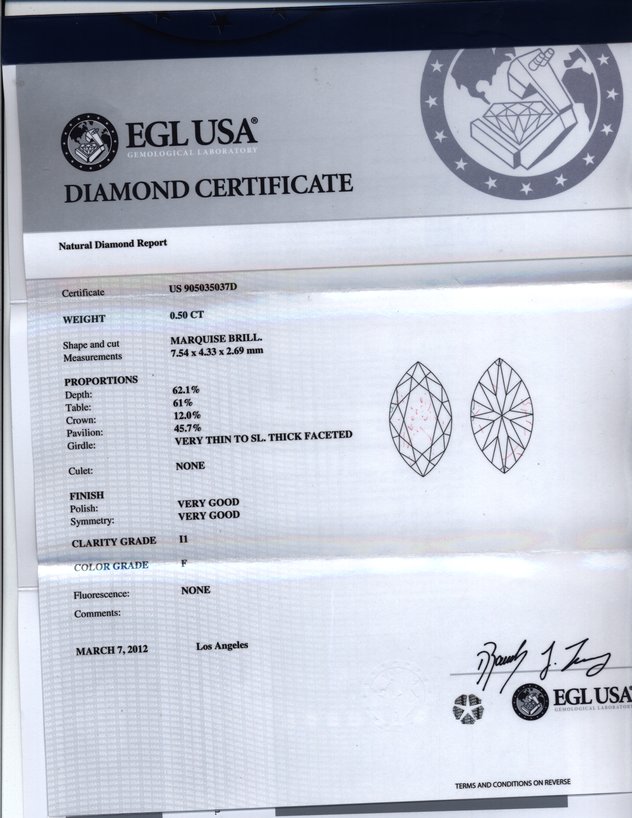 EGL USA®
GEMOLOGICAL LABORATORY
DIAMOND CERTIFICATE
Natural Diamond Report
Certificate US 905035037D
WEIGHT 0.50 CT
Shape and cut MARQUISE BRILL.
Measurements 7.54 x 4.33 x 2.69 mm
PROPORTIONS
Depth: 62.1%
Table: 61%
Crown: 12.0%
Pavilion: 45.7%
Girdle: VERY THIN TO SL. THICK FACETED
Culet: NONE
FINISH
Polish: VERY GOOD
Symmetry: VERY GOOD
CLARITY GRADE I1
COLOR GRADE F
Fluorescence: NONE
Comments:
MARCH 7, 2012 Los Angeles
EGL USA
GEMOLOGICAL LABORATORY
TERMS AND CONDITIONS ON REVERSE